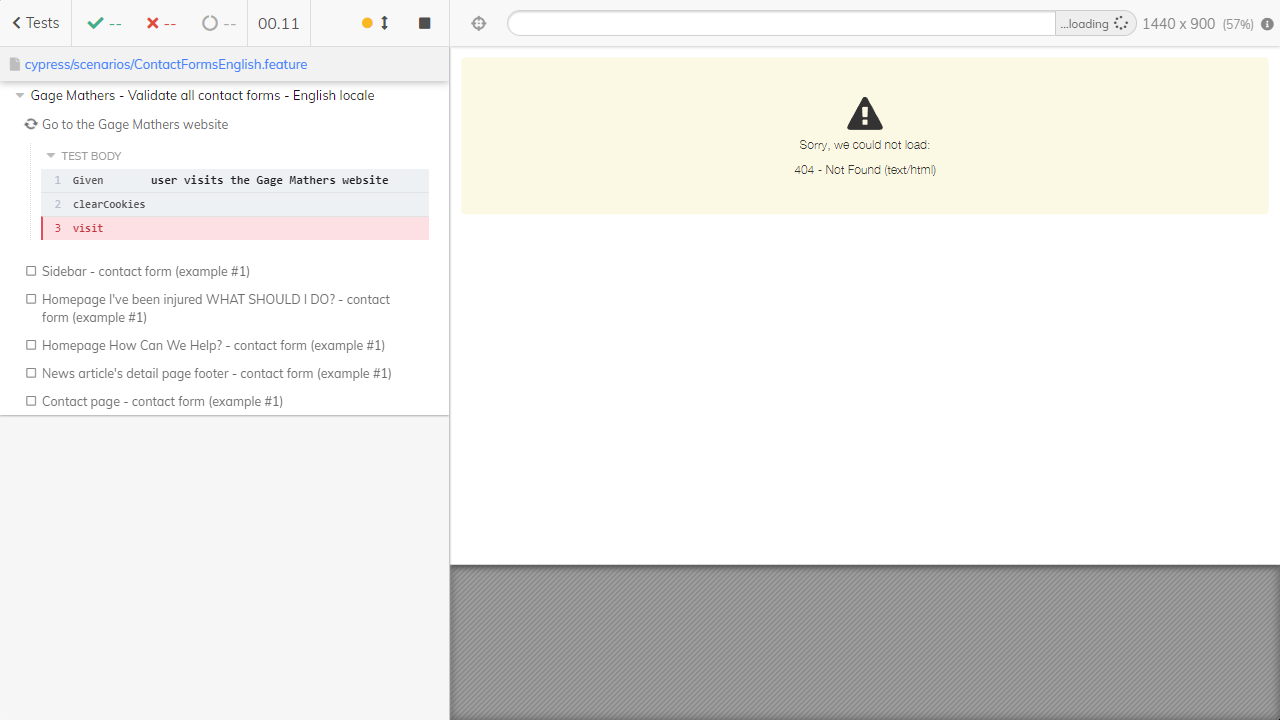 Tests
--
--
--
00.11
...loading
1440 x 900 (57%)
cypress/scenarios/ContactFormsEnglish.feature
Gage Mathers - Validate all contact forms - English locale
Go to the Gage Mathers website
TEST BODY
1 Given user visits the Gage Mathers website
2 clearCookies
3 visit
Sidebar - contact form (example #1)
Homepage I've been injured WHAT SHOULD I DO? - contact
form (example #1)
Homepage How Can We Help? - contact form (example #1)
News article's detail page footer - contact form (example #1)
Contact page - contact form (example #1)
Sorry, we could not load:
404 - Not Found (text/html)